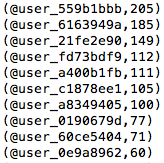 (@user_559b1bbb,205)
(@user_6163949a,185)
(@user_21fe2e90,149)
(@user_fd73bdf9,112)
(@user_a400b1fb,111)
(@user_c1878ee1,105)
(@user_a8349405,100)
(@user_0190679d,77)
(@user_60ce5404,71)
(@user_0e9a8962,60)